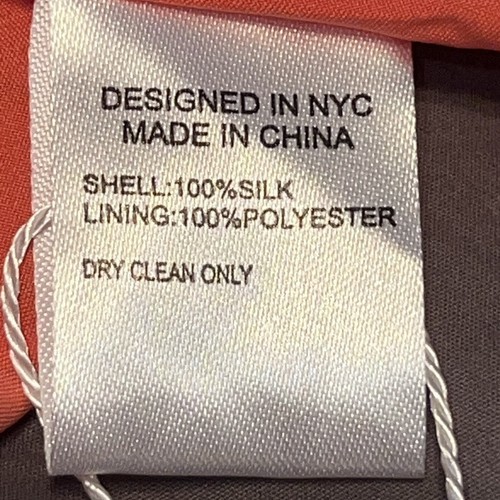 DESIGNED IN NYC
MADE IN CHINA
SHELL:100%SILK
LINING:100%POLYESTER
DRY CLEAN ONLY